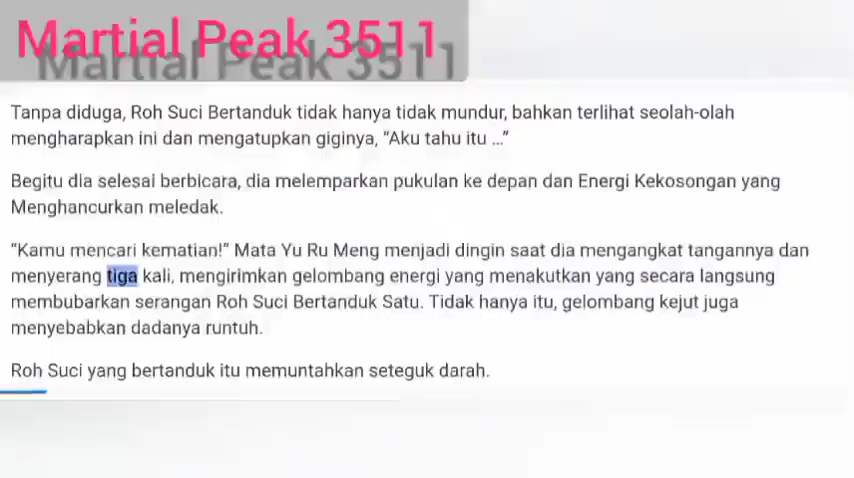 Martial Peak 3511
Tanpa diduga, Roh Suci Bertanduk tidak hanya tidak mundur, bahkan terlihat seolah-olah
mengharapkan ini dan mengatupkan giginya, “Aku tahu itu ...”
Begitu dia selesai berbicara, dia melemparkan pukulan ke depan dan Energi Kekosongan yang
Menghancurkan meledak.
“Kamu mencari kematian!” Mata Yu Ru Meng menjadi dingin saat dia mengangkat tangannya dan
menyerang tiga kali, mengirimkan gelombang energi yang menakutkan yang secara langsung
membubarkan serangan Roh Suci Bertanduk Satu. Tidak hanya itu, gelombang kejut juga
menyebabkan dadanya runtuh.
Roh Suci yang bertanduk itu memuntahkan seteguk darah.